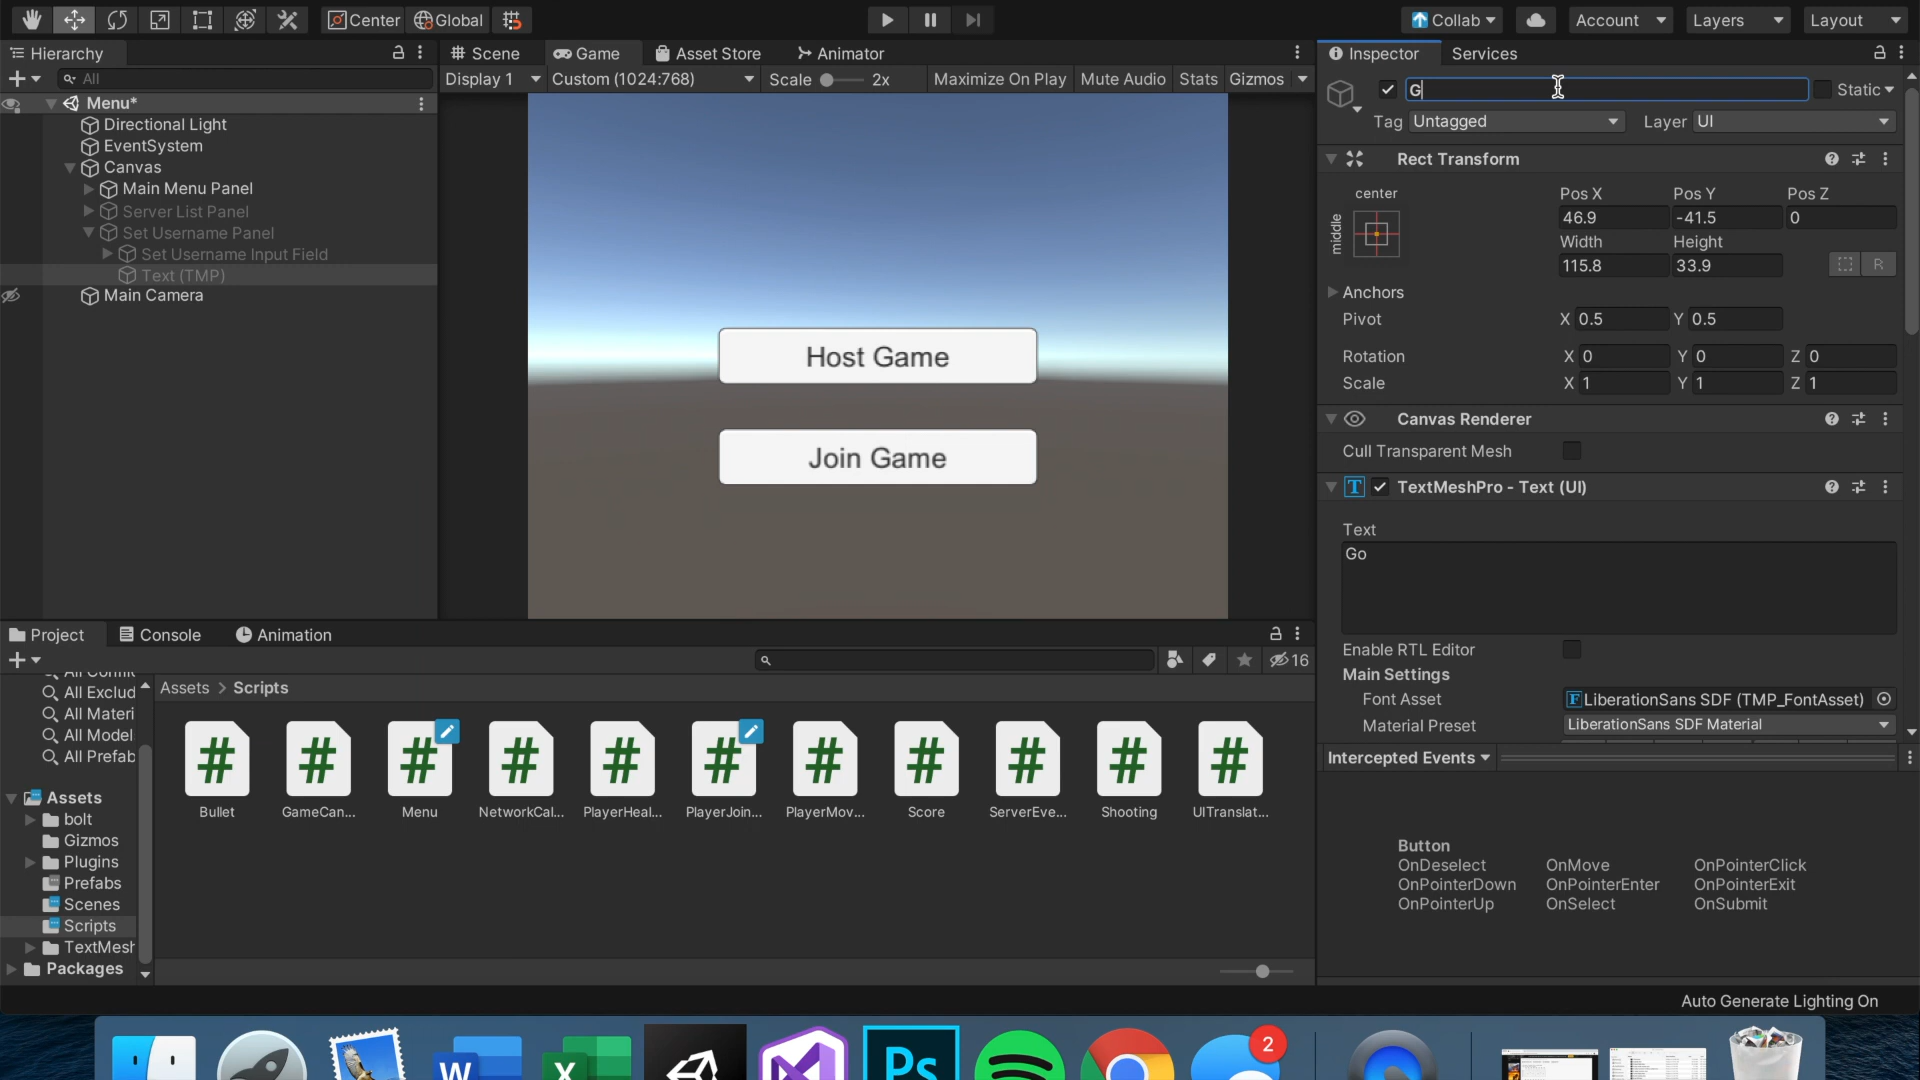 Center
Global
Collab
Account
Layers
Layout
Hierarchy
Scene
Game
Asset Store
Animator
Inspector
Services
All
Display 1
Custom (1024:768)
Scale
2x
Maximize On Play
Mute Audio
Stats
Gizmos
G
Static
Menu*
Directional Light
EventSystem
Canvas
Main Menu Panel
Server List Panel
Set Username Panel
Set Username Input Field
Text (TMP)
Main Camera
Host Game
Join Game
Tag
Untagged
Layer
UI
Rect Transform
center
middle
Pos X
Pos Y
Pos Z
46.9
-41.5
0
Width
Height
115.8
33.9
R
Anchors
Pivot
X 0.5
Y 0.5
Rotation
X 0
Y 0
Z 0
Scale
X 1
Y 1
Z 1
Canvas Renderer
Cull Transparent Mesh
T
TextMeshPro - Text (UI)
Text
Go
Enable RTL Editor
Main Settings
Font Asset
F
LiberationSans SDF (TMP_FontAsset)
Material Preset
LiberationSans SDF Material
Project
Console
Animation
16
All Exclud
All Materi
All Model
All Prefab
Assets
bolt
Gizmos
Plugins
Prefabs
Scenes
Scripts
TextMesh
Packages
Assets > Scripts
Bullet
GameCan...
Menu
NetworkCal...
PlayerHeal...
PlayerJoin...
PlayerMov...
Score
ServerEve...
Shooting
UITranslat...
Intercepted Events
Button
OnDeselect
OnMove
OnPointerClick
OnPointerDown
OnPointerEnter
OnPointerExit
OnPointerUp
OnSelect
OnSubmit
Auto Generate Lighting On
W
X
Ps
2